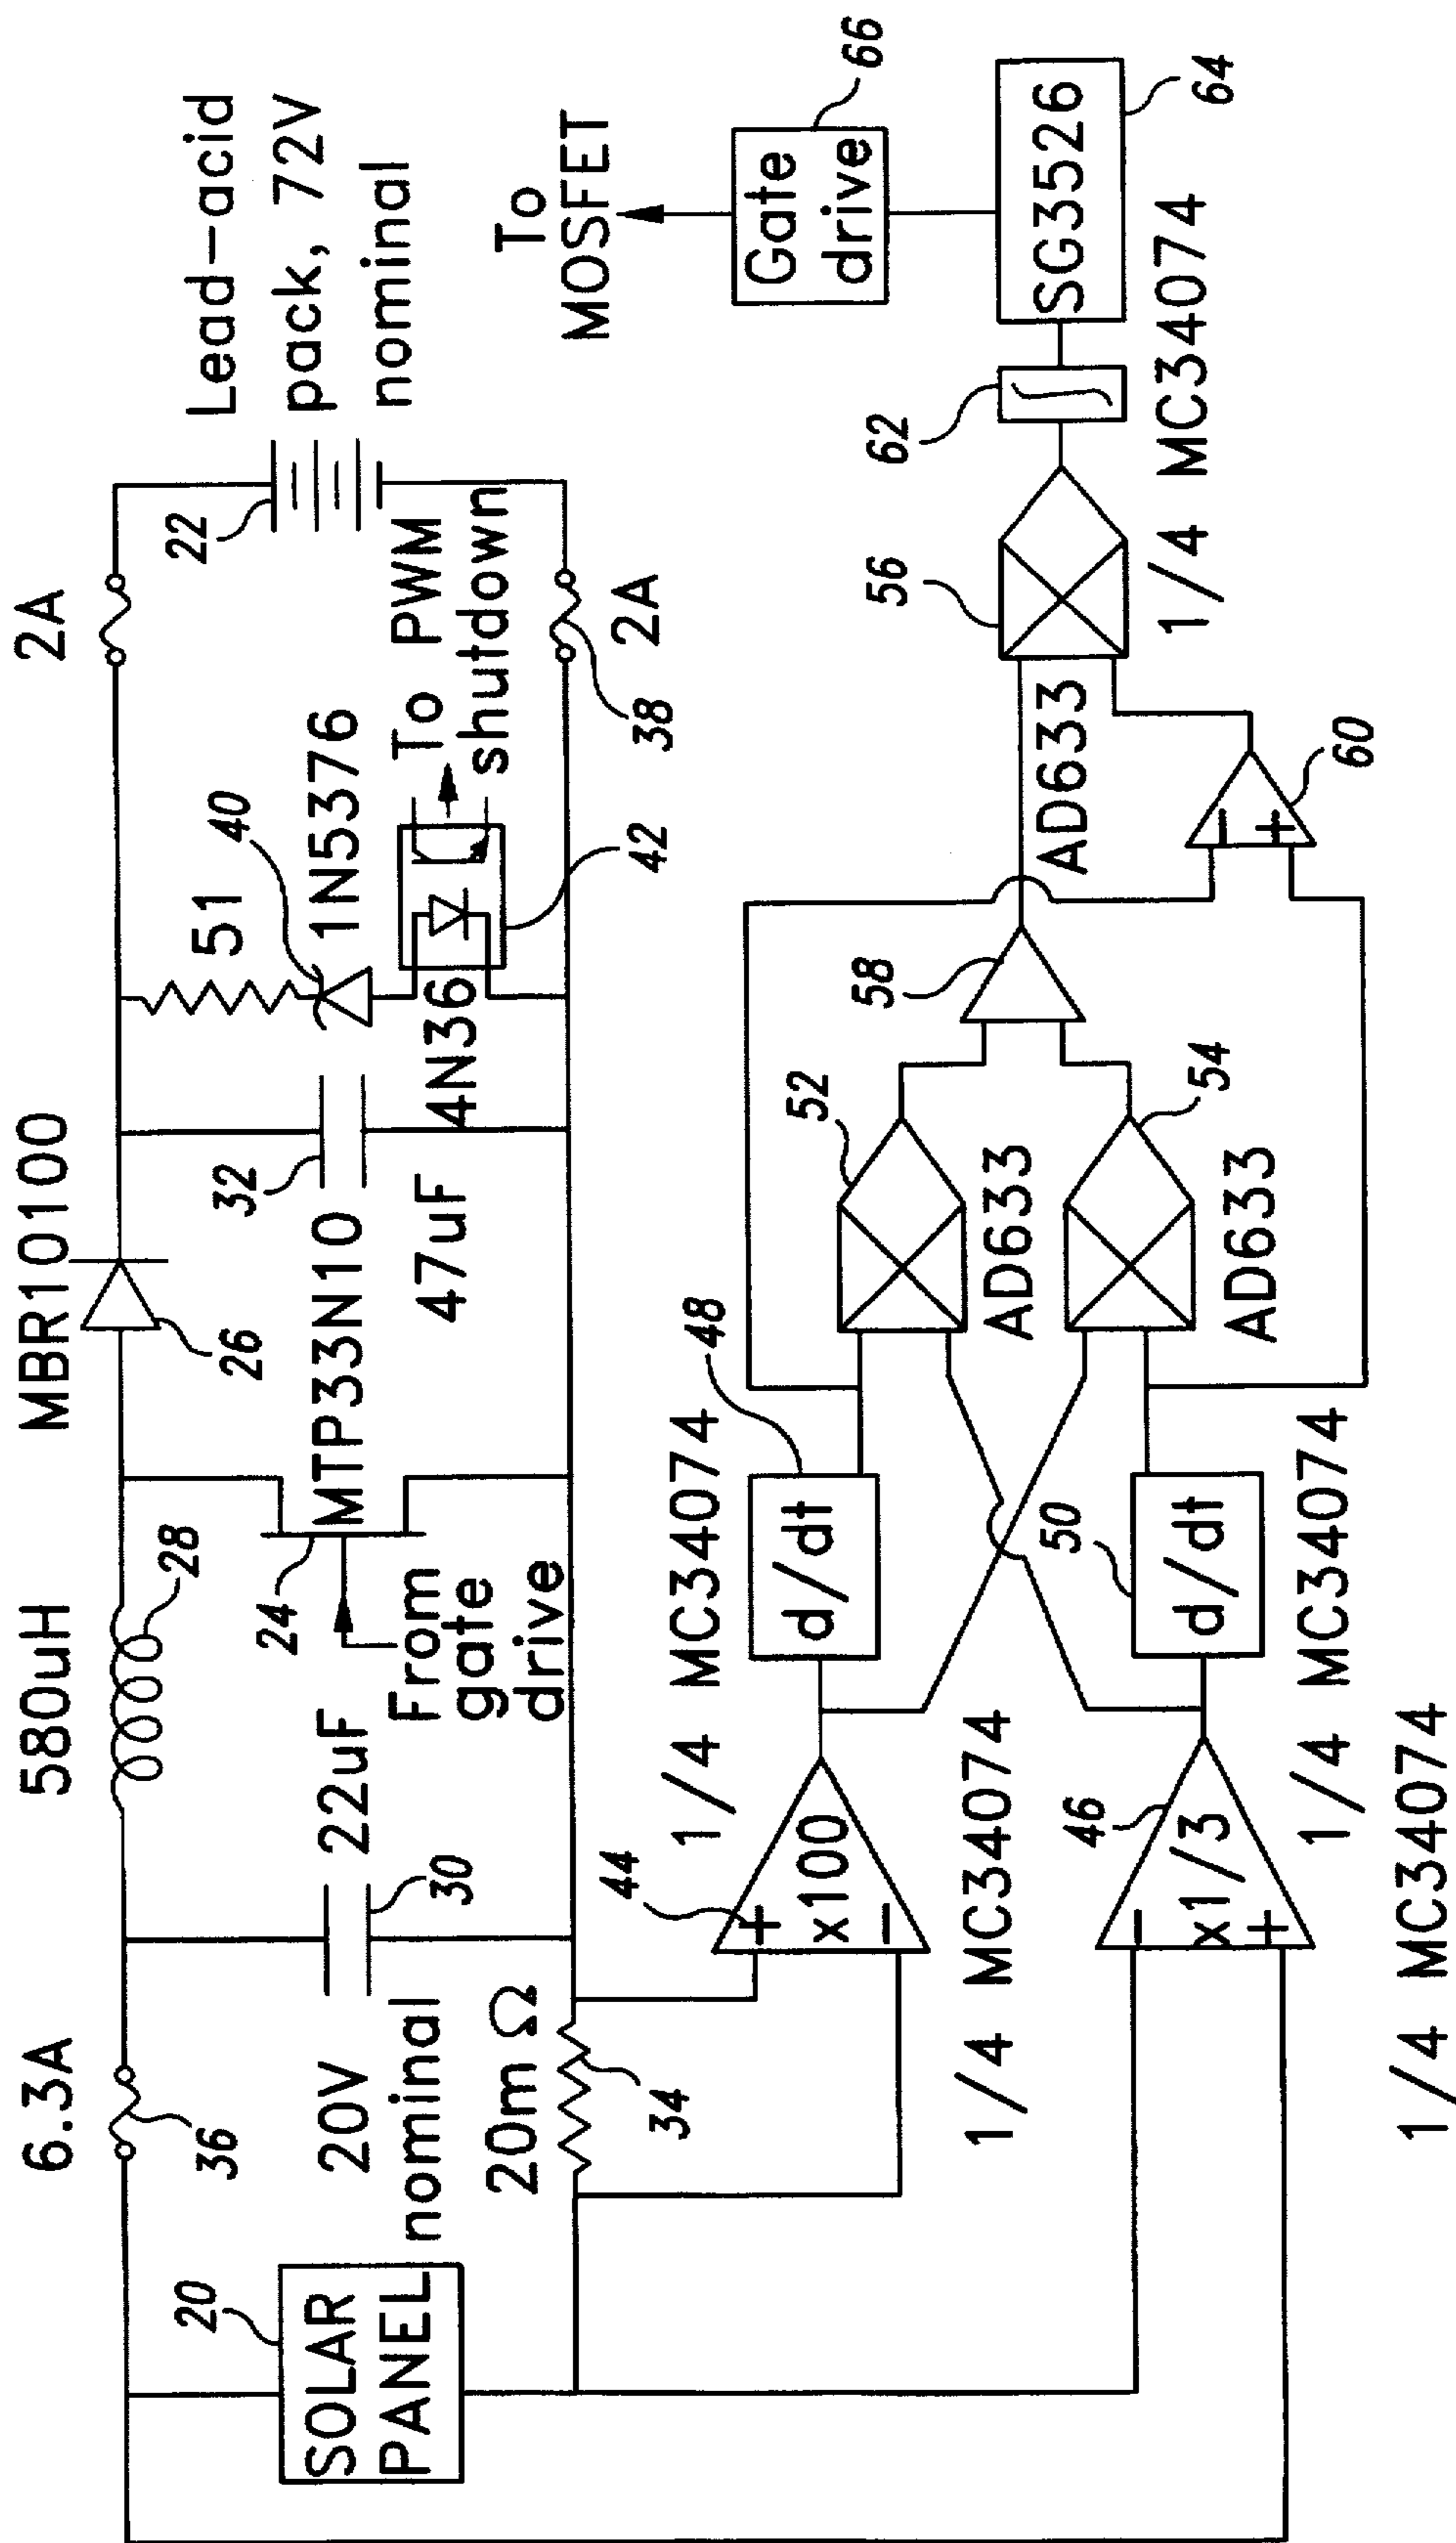 6.3A
580uH
MBR10100
2A
36
28
26
20
SOLAR
PANEL
20V
nominal
22uF
30
24
MTP33N10
From
gate
drive
32
47uF
51
40
1N5376
4N36
42
To PWM
shutdown
38
2A
22
Lead-acid
pack, 72V
nominal
20m Ω
34
44
+
x100
−
1/4 MC34074
48
d/dt
1/4 MC34074
52
AD633
58
AD633
54
AD633
46
−
x1/3
+
1/4 MC34074
50
d/dt
1/4 MC34074
−
+
60
56
1/4 MC34074
62
∫
SG3526
64
Gate
drive
66
To
MOSFET